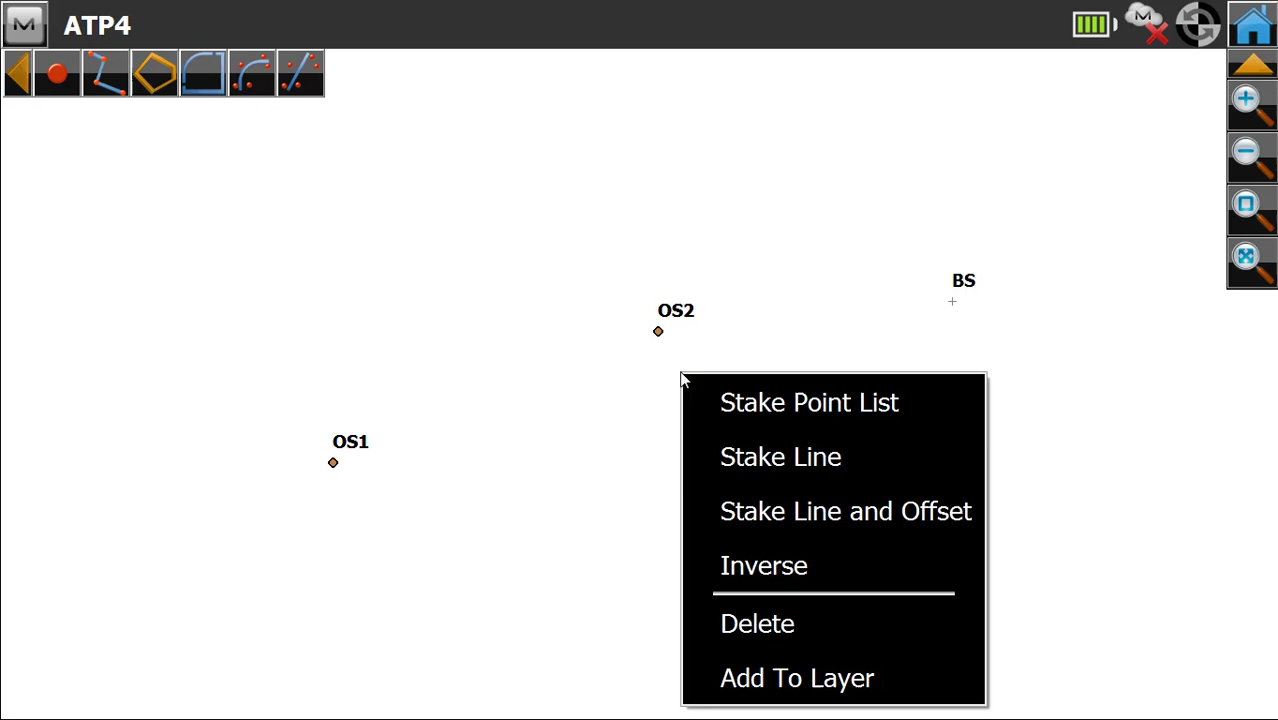 ATP4
BS
OS2
OS1
Stake Point List
Stake Line
Stake Line and Offset
Inverse
Delete
Add To Layer